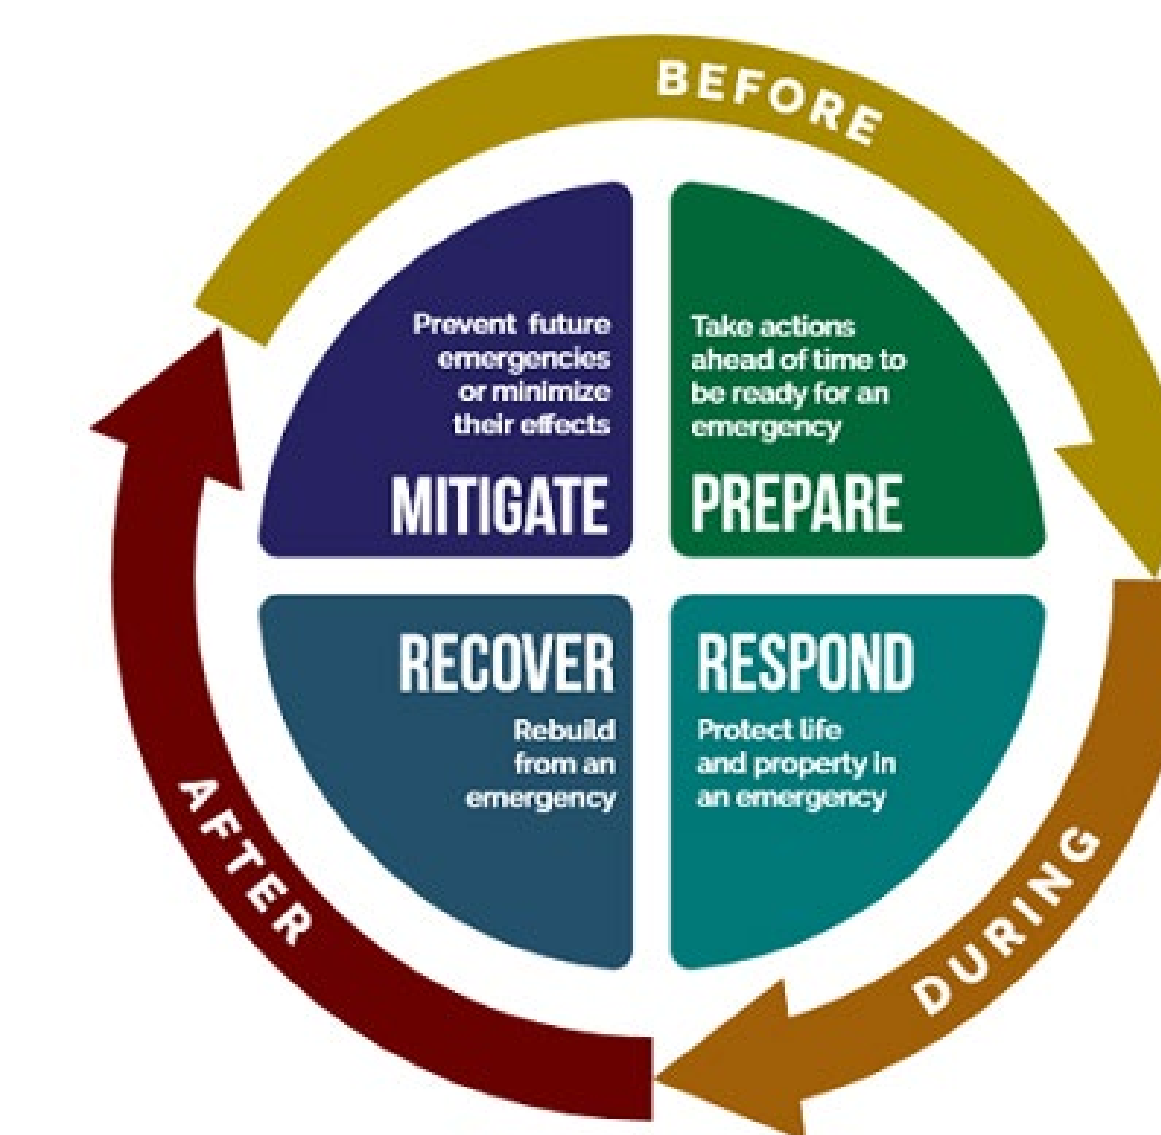 BEFORE
Prevent future
emergencies
or minimize
their effects
MITIGATE
Take actions
ahead of time to
be ready for an
emergency
PREPARE
RECOVER
Rebuild
from an
emergency
RESPOND
Protect life
and property in
an emergency
AFTER
DURING